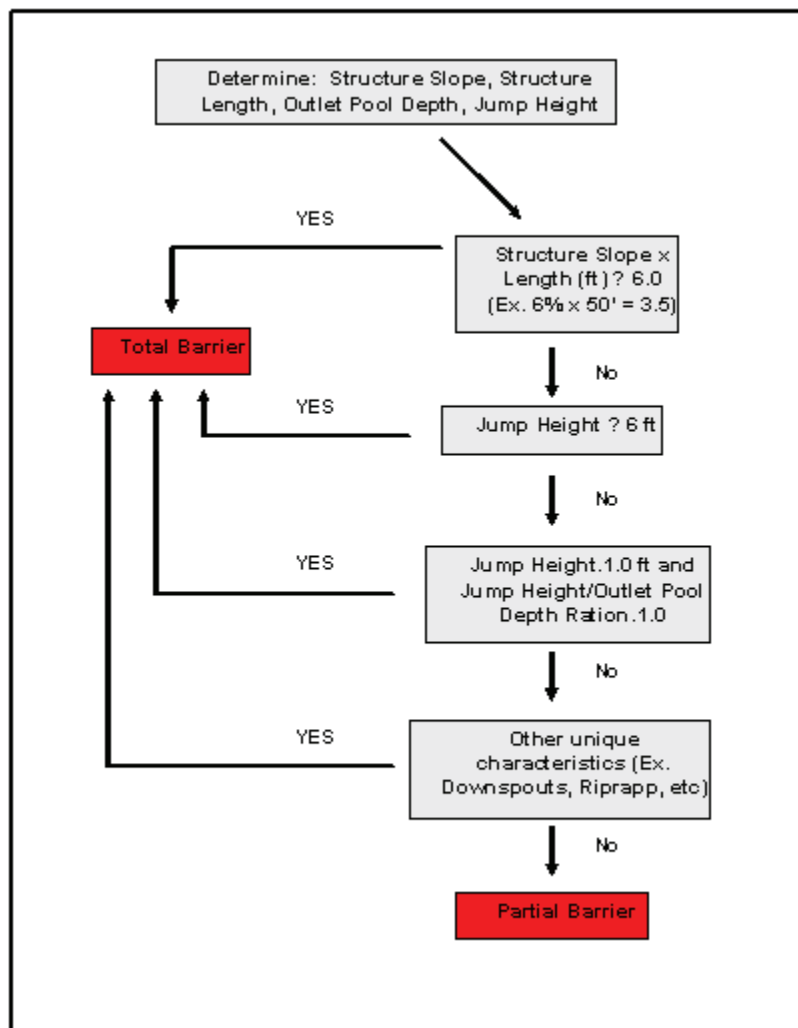 Determine: Structure Slope, Structure
Length, Outlet Pool Depth, Jump Height
YES
Structure Slope x
Length (ft) ? 6.0
(Ex. 6% x 50' = 3.5)
Total Barrier
No
YES
Jump Height ? 6 ft
No
YES
Jump Height.1.0 ft and
Jump Height/Outlet Pool
Depth Ration.1.0
No
YES
Other unique
characteristics (Ex.
Downspouts, Riprapp, etc)
No
Partial Barrier